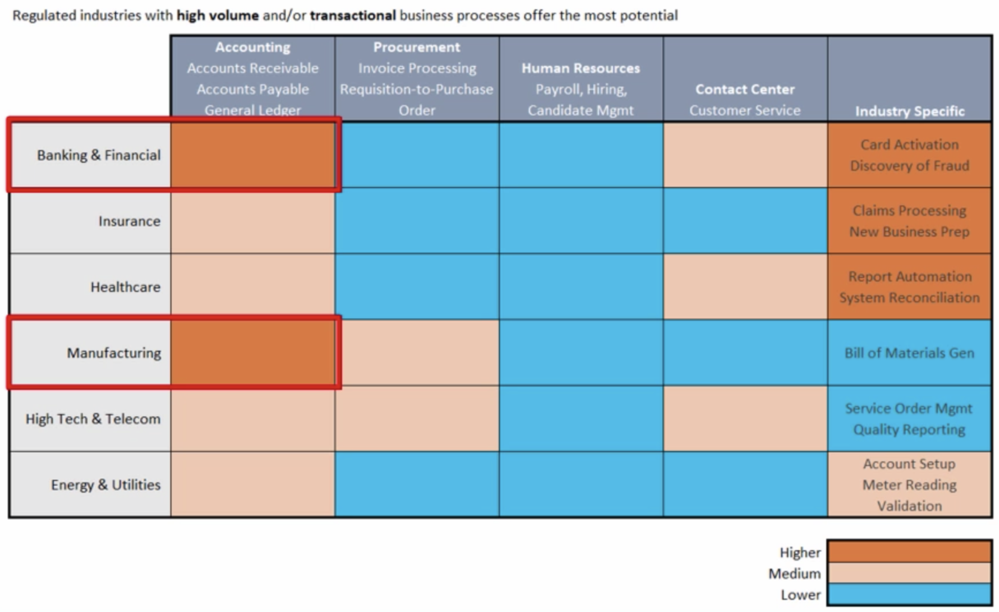 Regulated industries with high volume and/or transactional business processes offer the most potential
Accounting
Accounts Receivable
Accounts Payable
General Ledger
Procurement
Invoice Processing
Requisition-to-Purchase
Order
Human Resources
Payroll, Hiring,
Candidate Mgmt
Contact Center
Customer Service
Industry Specific
Banking & Financial
Card Activation
Discovery of Fraud
Insurance
Claims Processing
New Business Prep
Healthcare
Report Automation
System Reconciliation
Manufacturing
Bill of Materials Gen
High Tech & Telecom
Service Order Mgmt
Quality Reporting
Energy & Utilities
Account Setup
Meter Reading
Validation
Higher
Medium
Lower